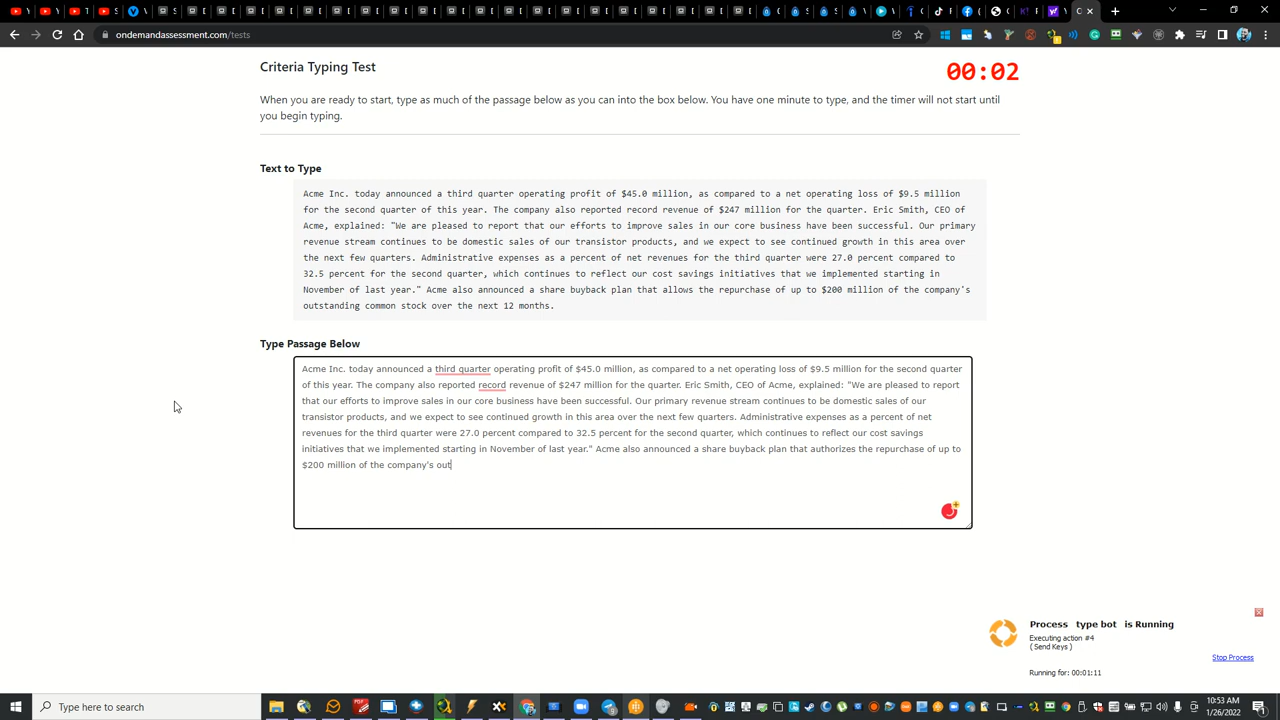 ondemandassessment.com/tests
Criteria Typing Test
00:02
When you are ready to start, type as much of the passage below as you can into the box below. You have one minute to type, and the timer will not start until
you begin typing.
Text to Type
Acme Inc. today announced a third quarter operating profit of $45.0 million, as compared to a net operating loss of $9.5 million
for the second quarter of this year. The company also reported record revenue of $247 million for the quarter. Eric Smith, CEO of
Acme, explained: "We are pleased to report that our efforts to improve sales in our core business have been successful. Our primary
revenue stream continues to be domestic sales of our transistor products, and we expect to see continued growth in this area over
the next few quarters. Administrative expenses as a percent of net revenues for the third quarter were 27.0 percent compared to
32.5 percent for the second quarter, which continues to reflect our cost savings initiatives that we implemented starting in
November of last year." Acme also announced a share buyback plan that allows the repurchase of up to $200 million of the company's
outstanding common stock over the next 12 months.
Type Passage Below
Acme Inc. today announced a third quarter operating profit of $45.0 million, as compared to a net operating loss of $9.5 million for the second quarter
of this year. The company also reported record revenue of $247 million for the quarter. Eric Smith, CEO of Acme, explained: "We are pleased to report
that our efforts to improve sales in our core business have been successful. Our primary revenue stream continues to be domestic sales of our
transistor products, and we expect to see continued growth in this area over the next few quarters. Administrative expenses as a percent of net
revenues for the third quarter were 27.0 percent compared to 32.5 percent for the second quarter, which continues to reflect our cost savings
initiatives that we implemented starting in November of last year." Acme also announced a share buyback plan that authorizes the repurchase of up to
$200 million of the company's out
Process type bot is Running
Executing action #4
( Send Keys )
Stop Process
Running for: 00:01:11
Type here to search
10:53 AM
1/26/2022